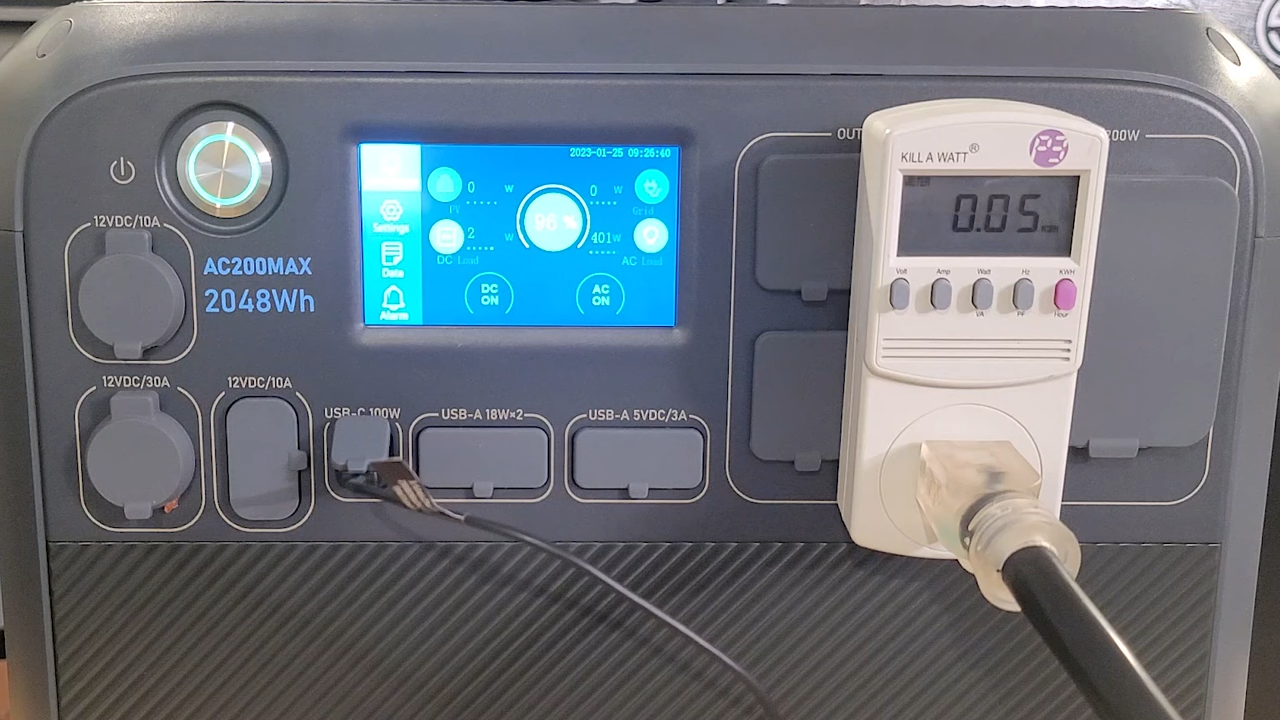 12VDC/10A
AC200MAX
2048Wh
12VDC/30A
12VDC/10A
USB-C 100W
USB-A 18W×2
USB-A 5VDC/3A
2023-01-25 09:26:40
Settings
Data
Alarm
0 W
PV
2 W
DC Load
96 %
0 W
Grid
401W
AC Load
DC
ON
AC
ON
OUT
200W
KILL A WATT®
P3
0.05
Volt
Amp
Watt
Hz
KWH
VA
PF
Hour